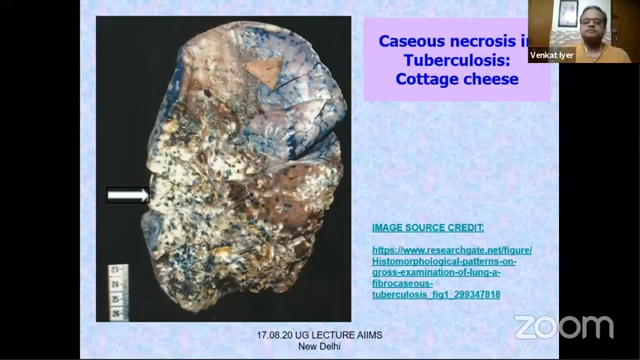 Caseous necrosis in
Tuberculosis:
Cottage cheese
Venkat Iyer
IMAGE SOURCE CREDIT:
https://www.researchgate.net/figure/
Histomorphological-patterns-on-
gross-examination-of-lung-a-
fibrocaseous-
tuberculosis_fig1_299347818
17.08.20 UG LECTURE AIIMS
New Delhi
zoom